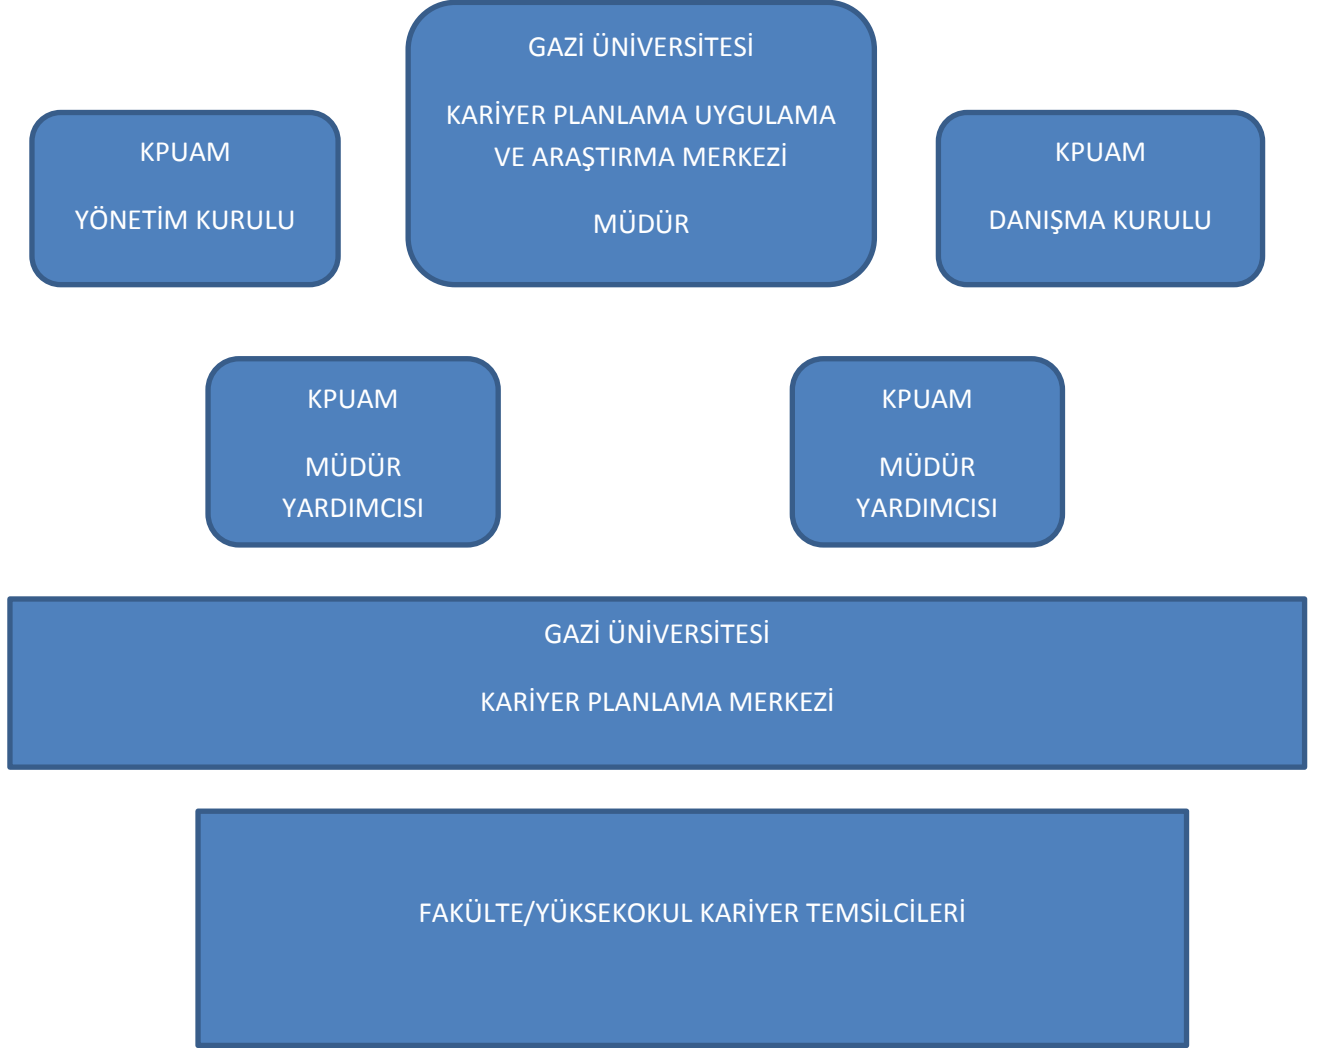 GAZİ ÜNİVERSİTESİ
KARİYER PLANLAMA UYGULAMA
VE ARAŞTIRMA MERKEZİ
MÜDÜR
KPUAM
YÖNETİM KURULU
KPUAM
DANIŞMA KURULU
KPUAM
MÜDÜR
YARDIMCISI
KPUAM
MÜDÜR
YARDIMCISI
GAZİ ÜNİVERSİTESİ
KARİYER PLANLAMA MERKEZİ
FAKÜLTE/YÜKSEKOKUL KARİYER TEMSİLCİLERİ